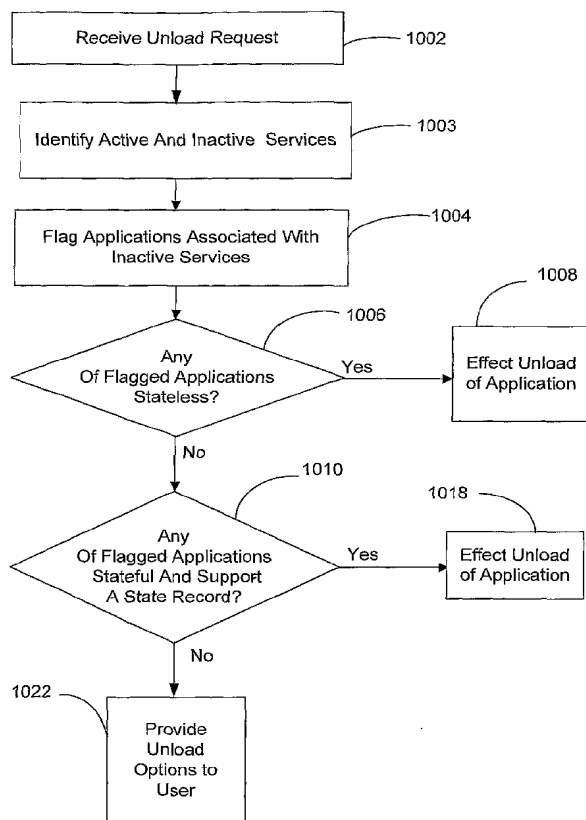 Receive Unload Request
1002
Identify Active And Inactive Services
1003
Flag Applications Associated With
Inactive Services
1004
1006
Any
Of Flagged Applications
Stateless?
Yes
1008
Effect Unload
of Application
No
1010
Any
Of Flagged Applications
Stateful And Support
A State Record?
Yes
1018
Effect Unload
of Application
No
1022
Provide
Unload
Options to
User